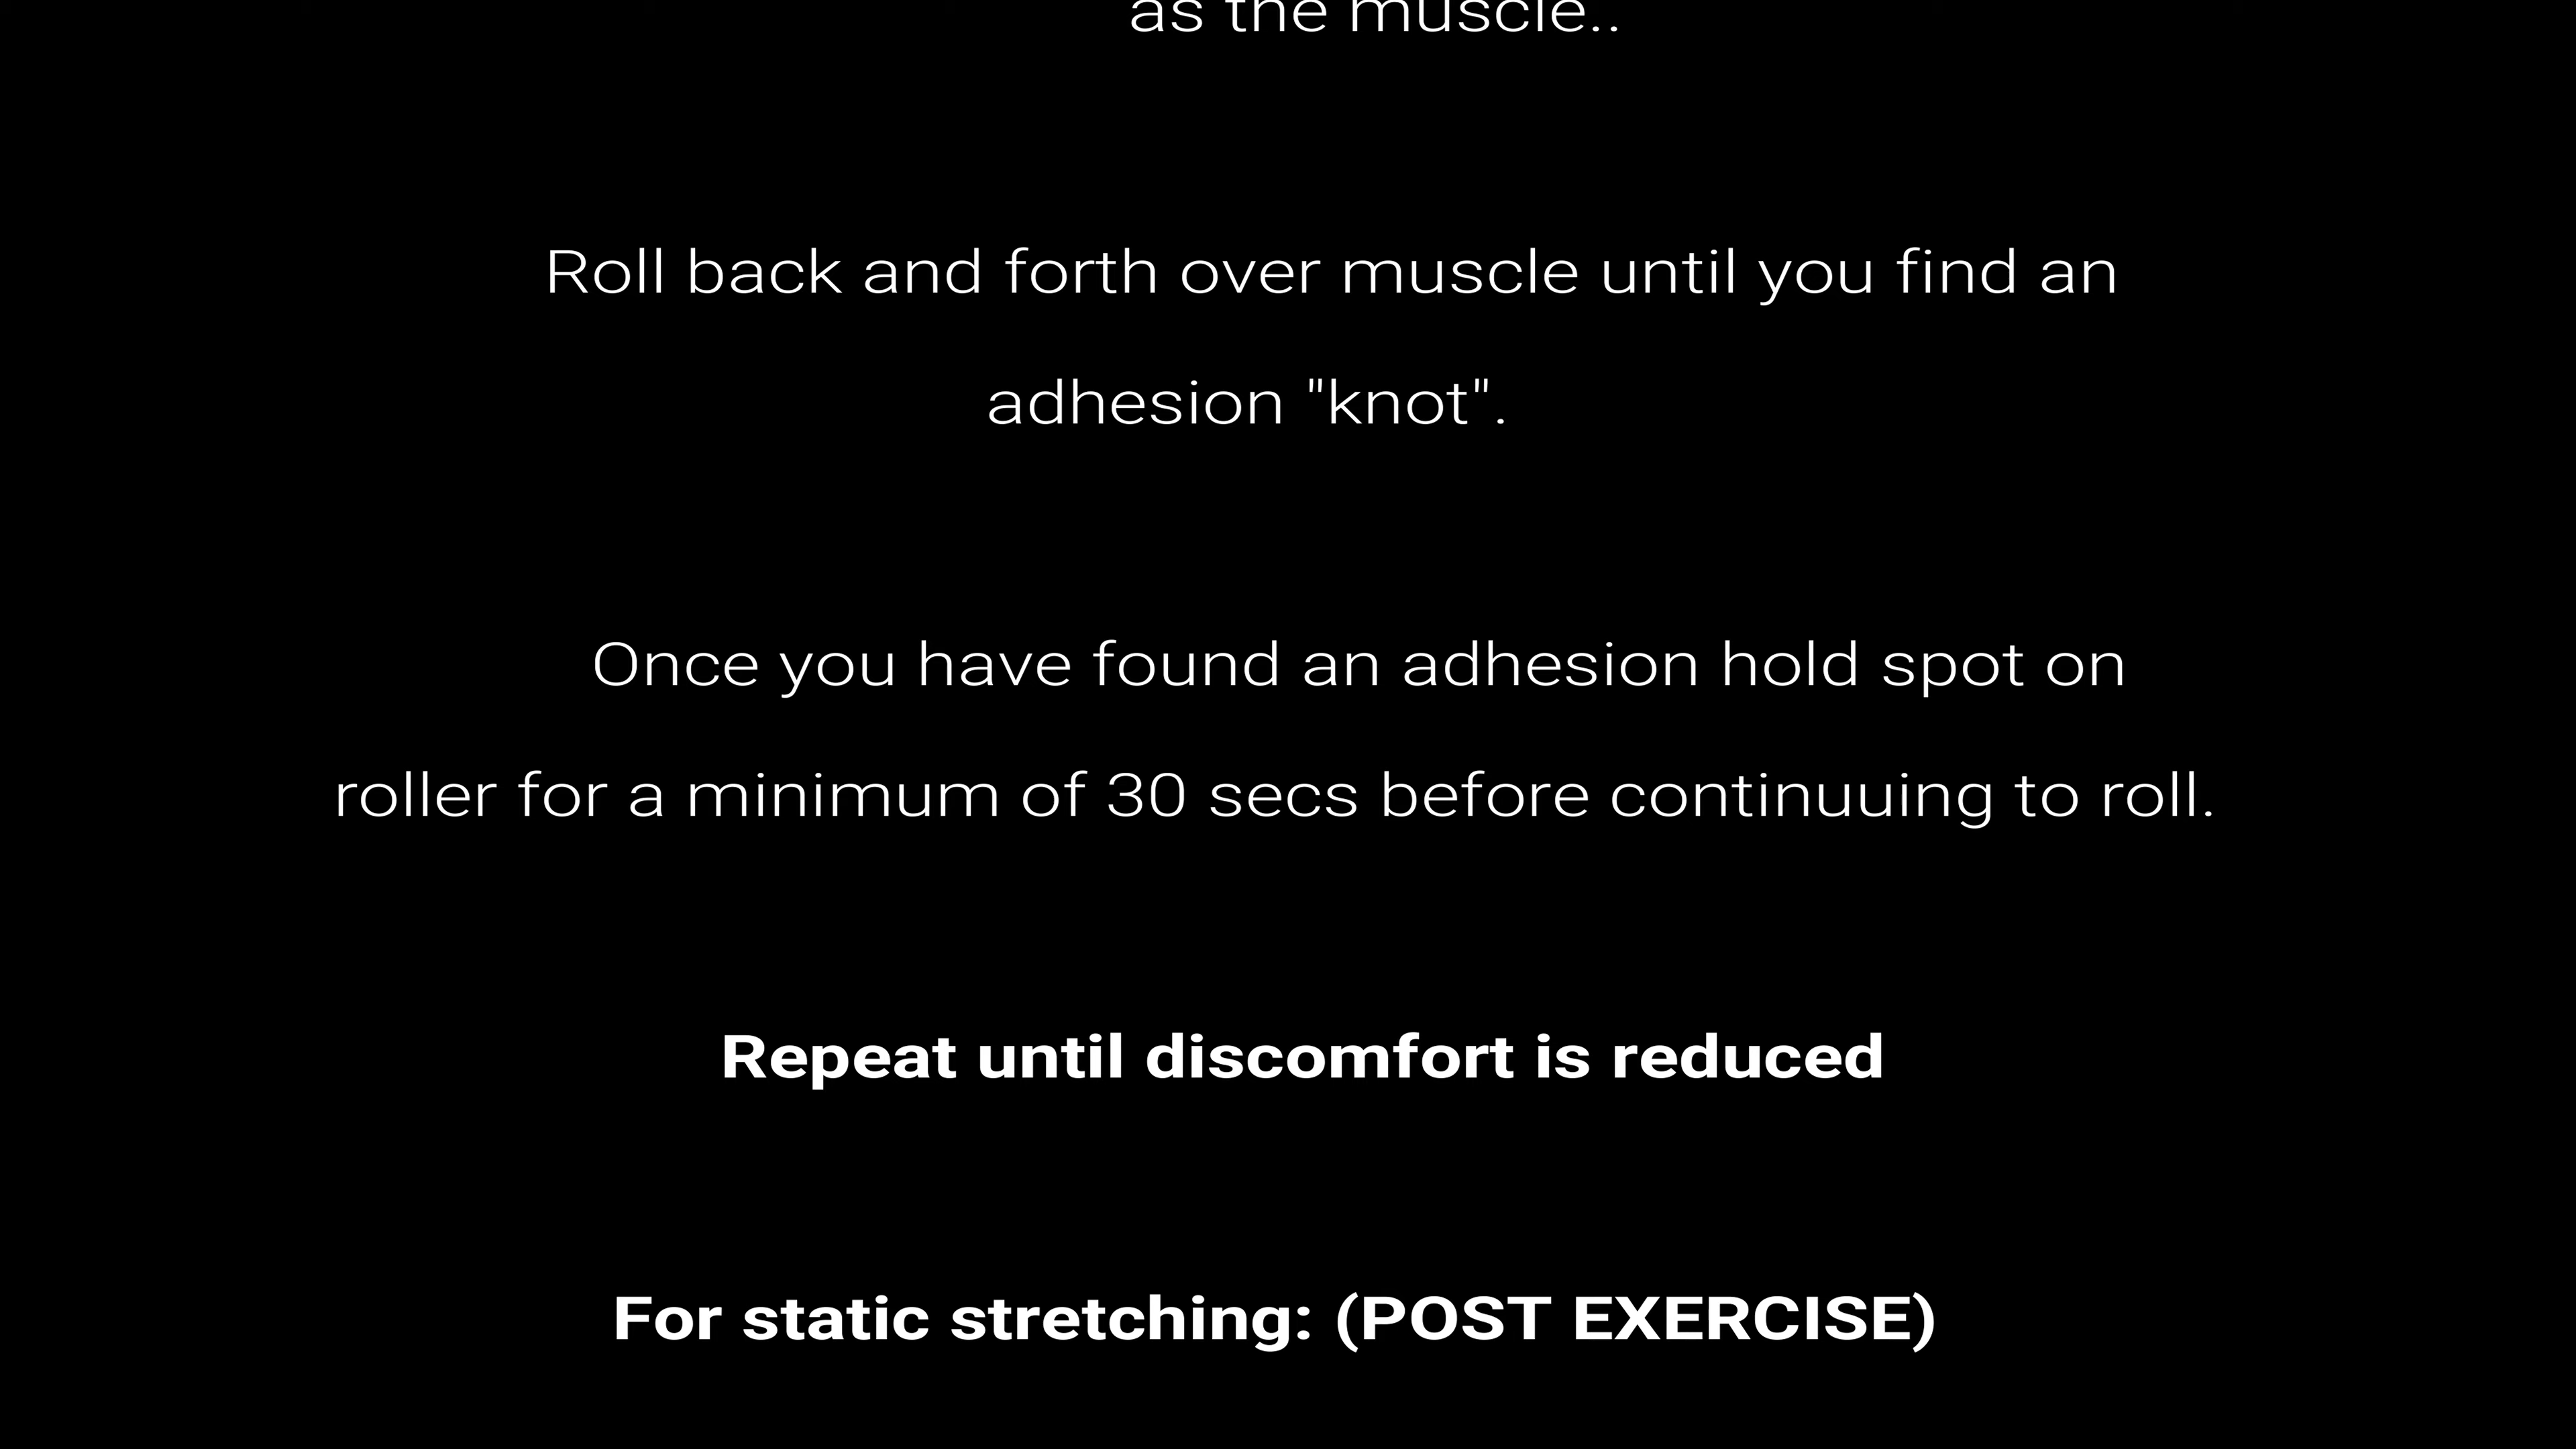 as the muscle..
Roll back and forth over muscle until you find an
adhesion "knot".
Once you have found an adhesion hold spot on
roller for a minimum of 30 secs before continuuing to roll.
Repeat until discomfort is reduced
For static stretching: (POST EXERCISE)